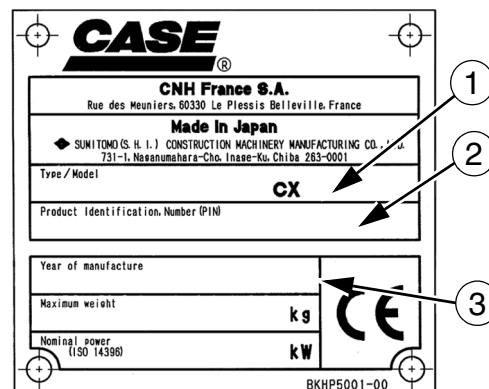 CASE
®
CNH France S.A.
Rue des Meuniers, 60330 Le Plessis Belleville, France
Made in Japan
SUMITOMO (S. H. I.) CONSTRUCTION MACHINERY MANUFACTURING CO.,
731-1, Naganumahara-Cho, Inage-Ku, Chiba 263-0001
Type/Model
CX
Product Identification, Number (PIN)
Year of manufacture
Maximum weight kg
Nominal power
(ISO 14396) kW
CE
BKHP5001-00
1
2
3